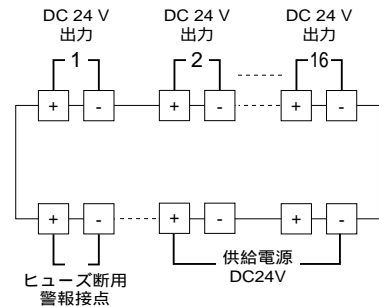 DC 24 V DC 24 V DC 24 V
出力 出力 出力
1 2 16
+ - + - + -
+ - + - + -
ヒューズ断用
警報接点
供給電源
DC24V